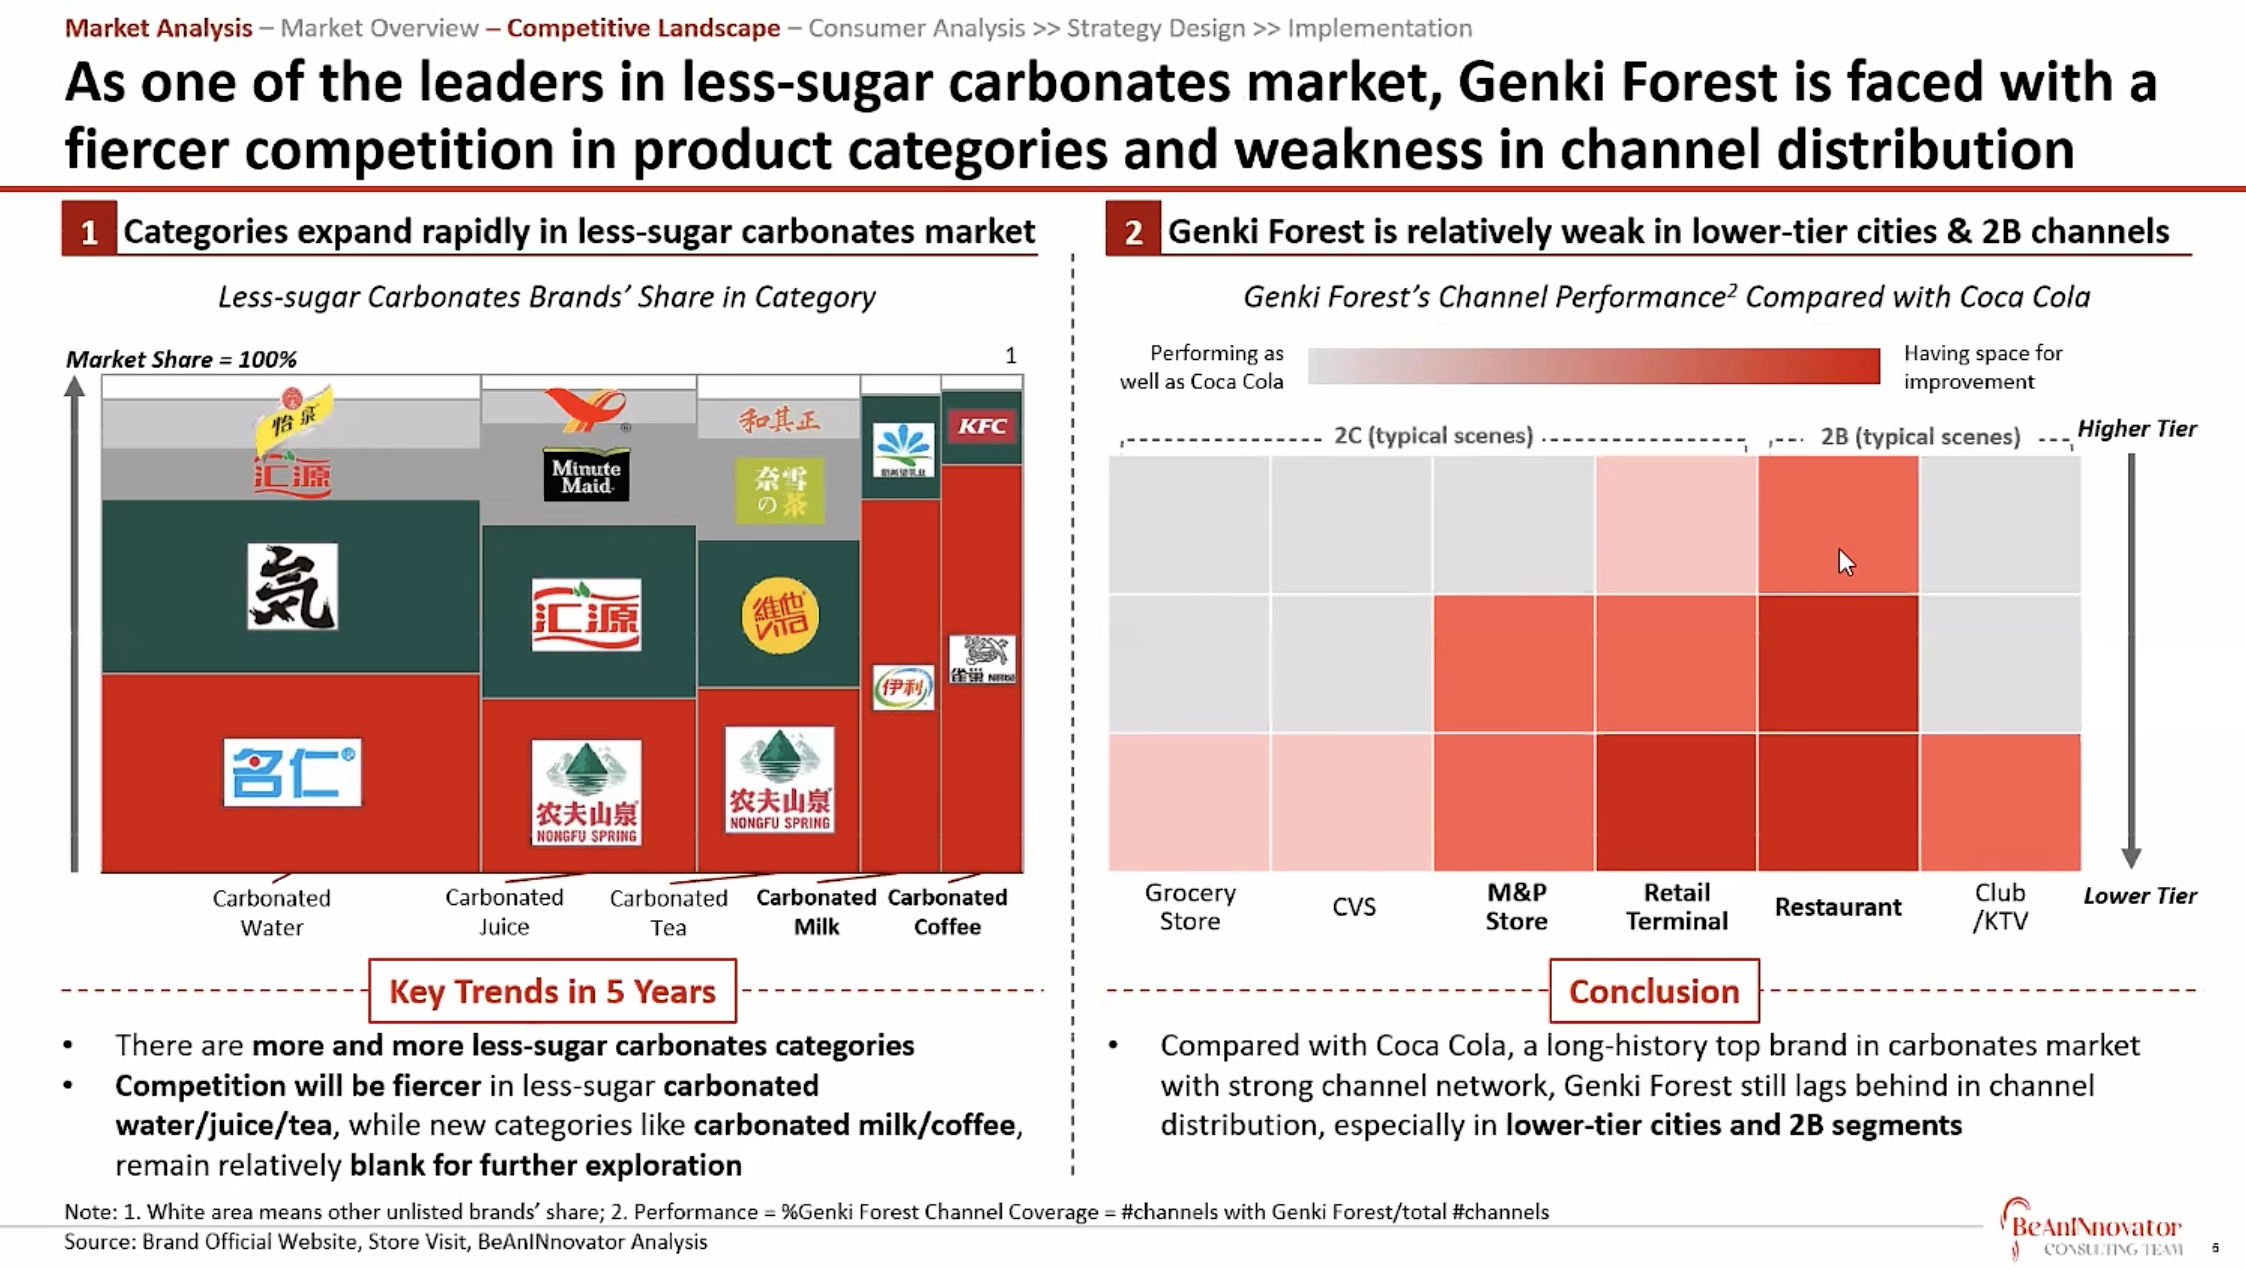 Market Analysis – Market Overview – Competitive Landscape – Consumer Analysis >> Strategy Design >> Implementation
As one of the leaders in less-sugar carbonates market, Genki Forest is faced with a
fiercer competition in product categories and weakness in channel distribution
1 Categories expand rapidly in less-sugar carbonates market
Less-sugar Carbonates Brands’ Share in Category
Market Share = 100%
1
怡泉
汇源
気
名仁®
®
Minute
Maid
汇源
农夫山泉
NONGFU SPRING
和其正
奈雪
の茶
維他
VITA
农夫山泉
NONGFU SPRING
伊利
KFC
雀巢 Nestlé
Carbonated
Water
Carbonated
Juice
Carbonated
Tea
Carbonated
Milk
Carbonated
Coffee
Key Trends in 5 Years
• There are more and more less-sugar carbonates categories
• Competition will be fiercer in less-sugar carbonated
water/juice/tea, while new categories like carbonated milk/coffee,
remain relatively blank for further exploration
2 Genki Forest is relatively weak in lower-tier cities & 2B channels
Genki Forest’s Channel Performance2 Compared with Coca Cola
Performing as
well as Coca Cola
Having space for
improvement
2C (typical scenes)
2B (typical scenes)
Higher Tier
Lower Tier
Grocery
Store
CVS
M&P
Store
Retail
Terminal
Restaurant
Club
/KTV
Conclusion
• Compared with Coca Cola, a long-history top brand in carbonates market
with strong channel network, Genki Forest still lags behind in channel
distribution, especially in lower-tier cities and 2B segments
Note: 1. White area means other unlisted brands’ share; 2. Performance = %Genki Forest Channel Coverage = #channels with Genki Forest/total #channels
Source: Brand Official Website, Store Visit, BeAnINnovator Analysis
BeAnINnovator
CONSULTING TEAM
6